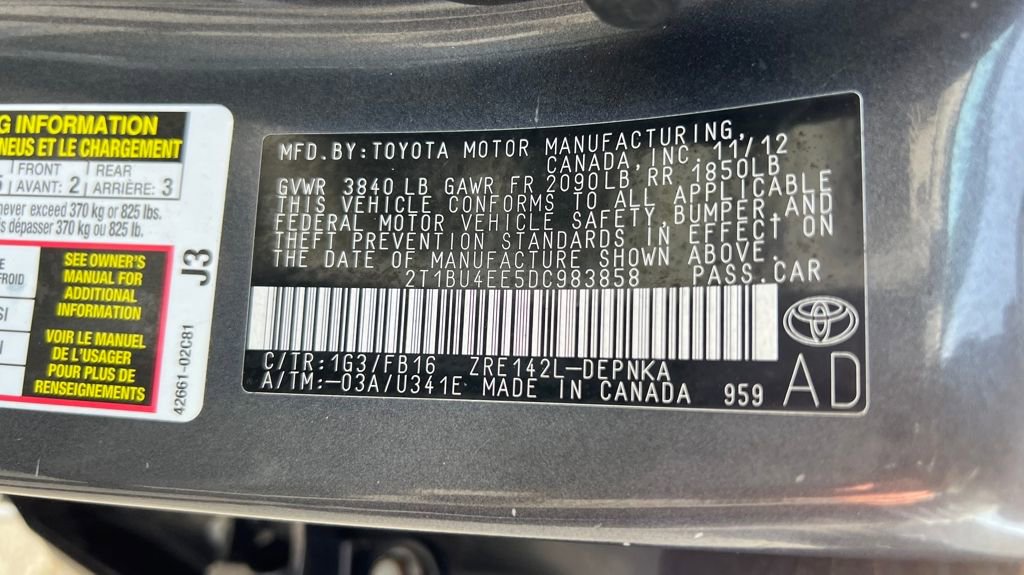 G INFORMATION
NEUS ET LE CHARGEMENT
FRONT
AVANT: 2
REAR
ARRIÈRE: 3
never exceed 370 kg or 825 lbs.
dépasser 370 kg ou 825 lb.
SEE OWNER'S
MANUAL FOR
ADDITIONAL
INFORMATION
VOIR LE MANUEL
DE L'USAGER
POUR PLUS DE
RENSEIGNEMENTS
J3
42661-02C81
MFD.BY:TOYOTA MOTOR MANUFACTURING,
CANADA, INC. 11/12
GVWR 3840 LB GAWR FR 2090LB RR 1850LB
THIS VEHICLE CONFORMS TO ALL APPLICABLE
FEDERAL MOTOR VEHICLE SAFETY, BUMPER, AND
THEFT PREVENTION STANDARDS IN EFFECT ON
THE DATE OF MANUFACTURE SHOWN ABOVE.
2T1BU4EE5DC983858 PASS.CAR
C/TR:1G3/FB16 ZRE142L-DEPNKA
A/TM:-03A/U341E MADE IN CANADA 959
AD